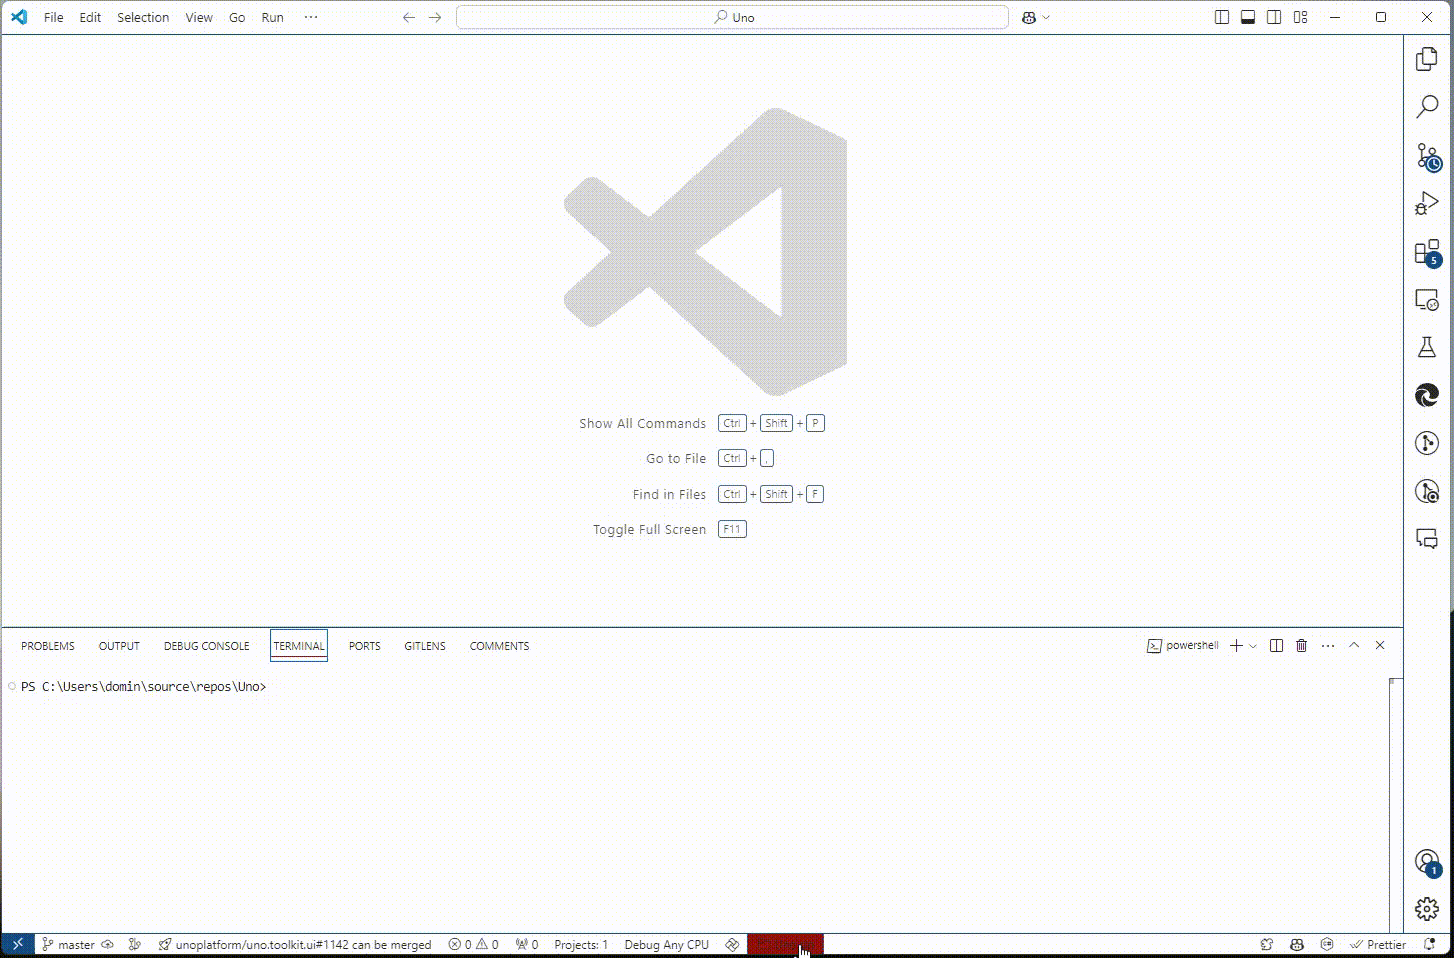 File Edit Selection View Go Run ···
Uno
Show All Commands Ctrl + Shift + P
Go to File Ctrl + ,
Find in Files Ctrl + Shift + F
Toggle Full Screen F11
5
PROBLEMS OUTPUT DEBUG CONSOLE TERMINAL PORTS GITLENS COMMENTS powershell
PS C:\Users\domin\source\repos\Uno>
1
master unoplatform/uno.toolkit.ui#1142 can be merged 0 0 0 Projects: 1 Debug Any CPU Prettier